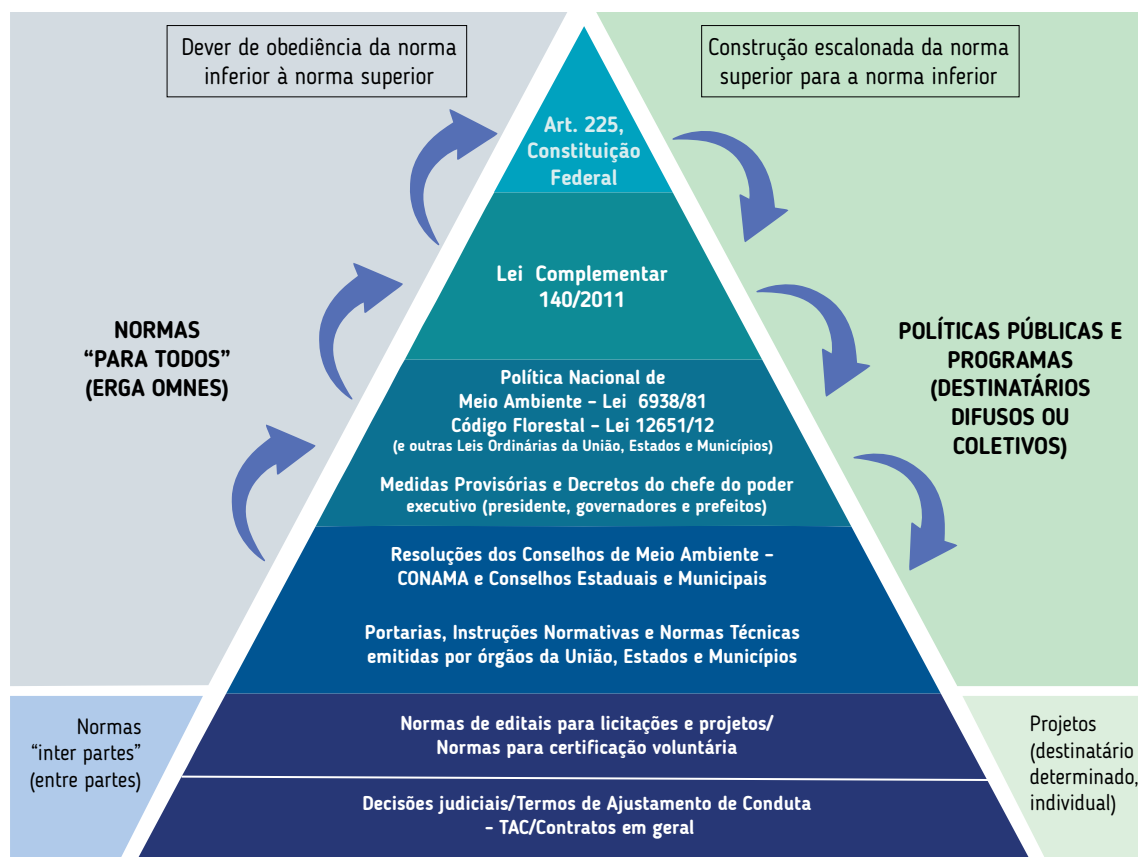 Dever de obediência da norma
inferior à norma superior
Construção escalonada da norma
superior para a norma inferior
Art. 225,
Constituição
Federal
Lei Complementar
140/2011
NORMAS
“PARA TODOS”
(ERGA OMNES)
POLÍTICAS PÚBLICAS E
PROGRAMAS
(DESTINATÁRIOS
DIFUSOS OU
COLETIVOS)
Política Nacional de
Meio Ambiente – Lei 6938/81
Código Florestal – Lei 12651/12
(e outras Leis Ordinárias da União, Estados e Municípios)
Medidas Provisórias e Decretos do chefe do poder
executivo (presidente, governadores e prefeitos)
Resoluções dos Conselhos de Meio Ambiente –
CONAMA e Conselhos Estaduais e Municipais
Portarias, Instruções Normativas e Normas Técnicas
emitidas por órgãos da União, Estados e Municípios
Normas
“inter partes”
(entre partes)
Normas de editais para licitações e projetos/
Normas para certificação voluntária
Projetos
(destinatário
determinado,
individual)
Decisões judiciais/Termos de Ajustamento de Conduta
– TAC/Contratos em geral